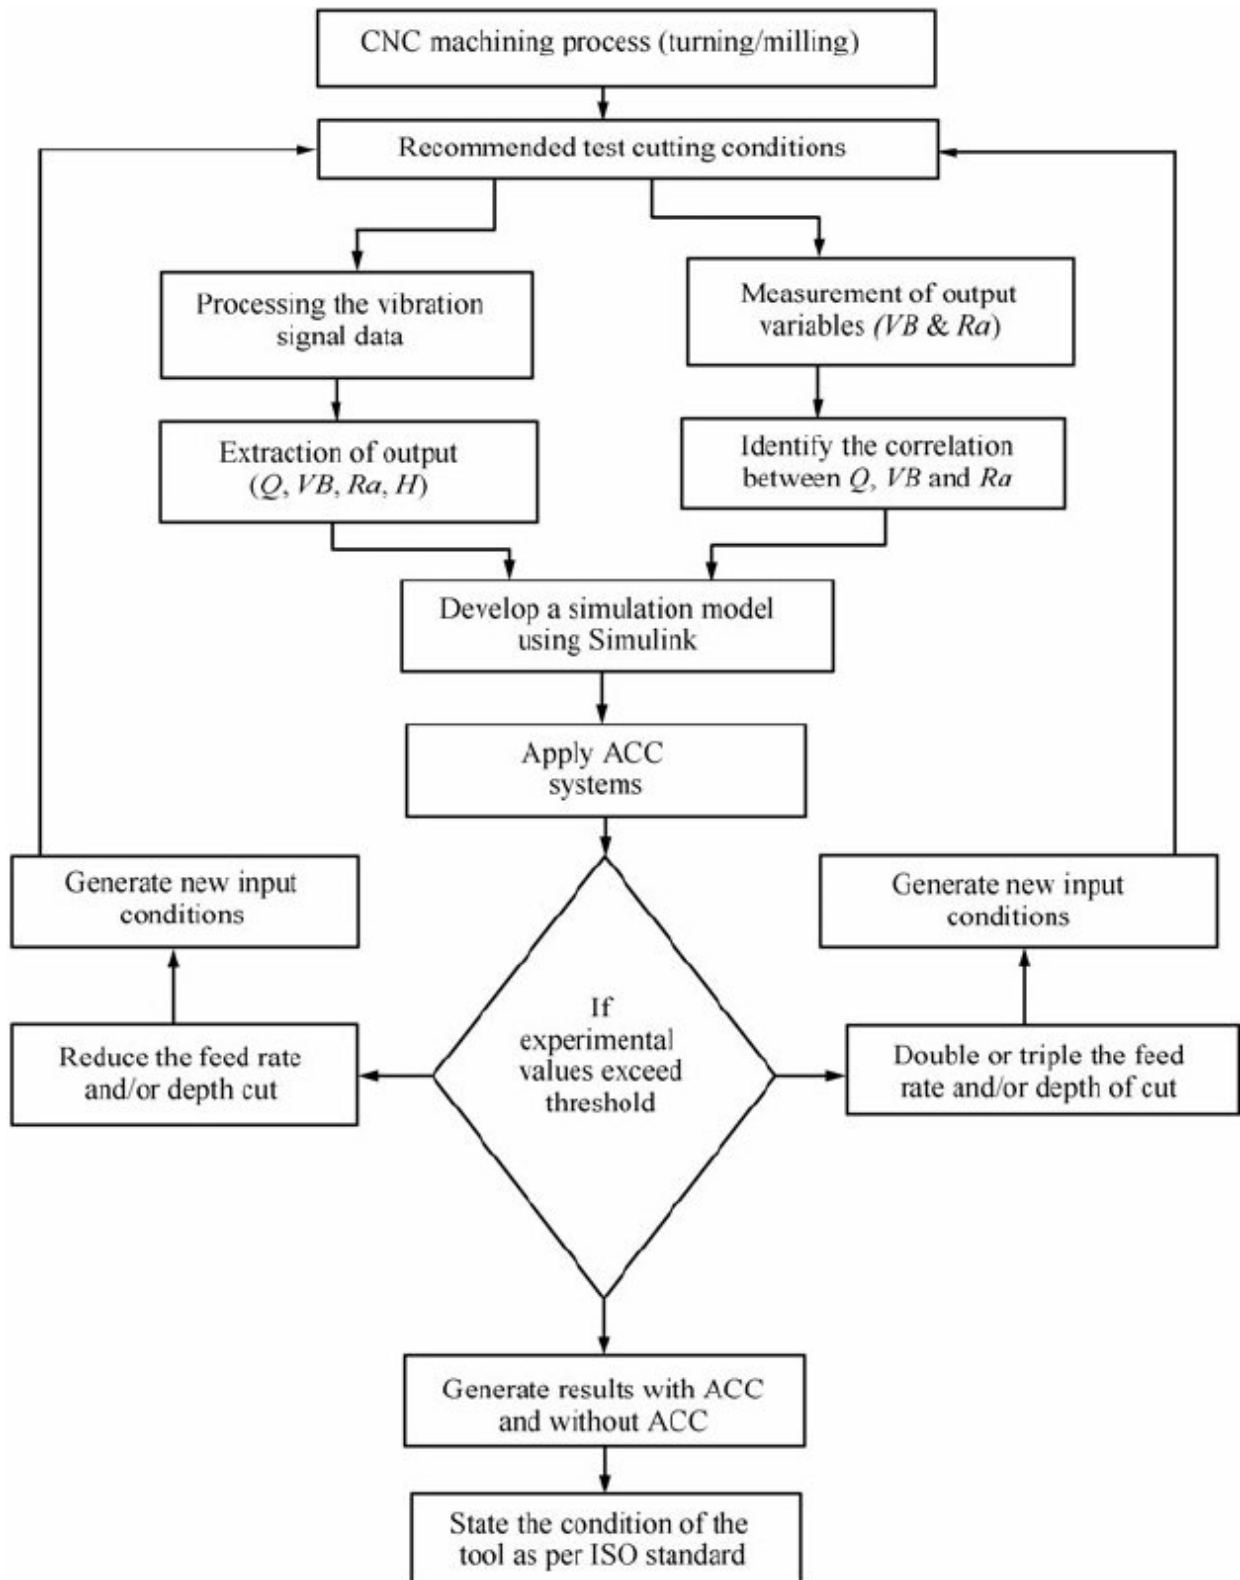 CNC machining process (turning/milling)
Recommended test cutting conditions
Processing the vibration
signal data
Measurement of output
variables (VB & Ra)
Extraction of output
(Q, VB, Ra, H)
Identify the correlation
between Q, VB and Ra
Develop a simulation model
using Simulink
Apply ACC
systems
Generate new input
conditions
Generate new input
conditions
If
experimental
values exceed
threshold
Reduce the feed rate
and/or depth cut
Double or triple the feed
rate and/or depth of cut
Generate results with ACC
and without ACC
State the condition of the
tool as per ISO standard